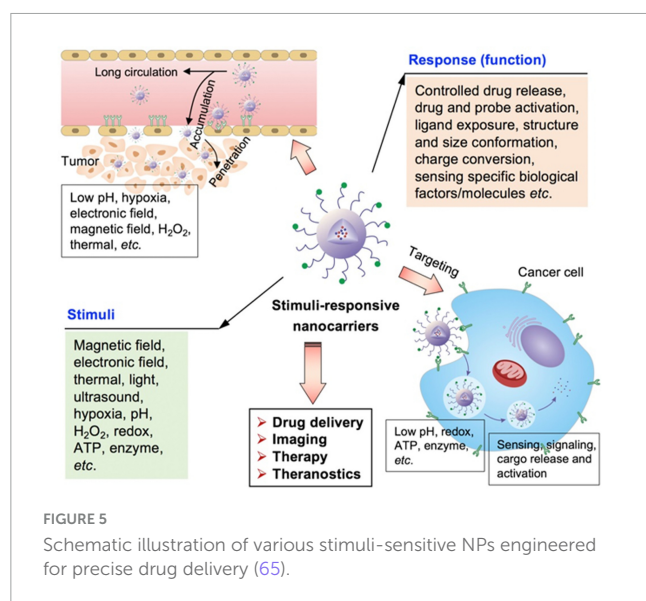 Long circulation
Accumulation
Penetration
Tumor
Low pH, hypoxia,
electronic field,
magnetic field, H₂O₂,
thermal, etc.
Response (function)
Controlled drug release,
drug and probe activation,
ligand exposure, structure
and size conformation,
charge conversion,
sensing specific biological
factors/molecules etc.
Targeting
Cancer cell
Stimuli-responsive
nanocarriers
Stimuli
Magnetic field,
electronic field,
thermal, light,
ultrasound,
hypoxia, pH,
H₂O₂, redox,
ATP, enzyme,
etc.
➢ Drug delivery
➢ Imaging
➢ Therapy
➢ Theranostics
Low pH, redox,
ATP, enzyme,
etc.
Sensing, signaling,
cargo release and
activation
FIGURE 5
Schematic illustration of various stimuli-sensitive NPs engineered
for precise drug delivery (65).